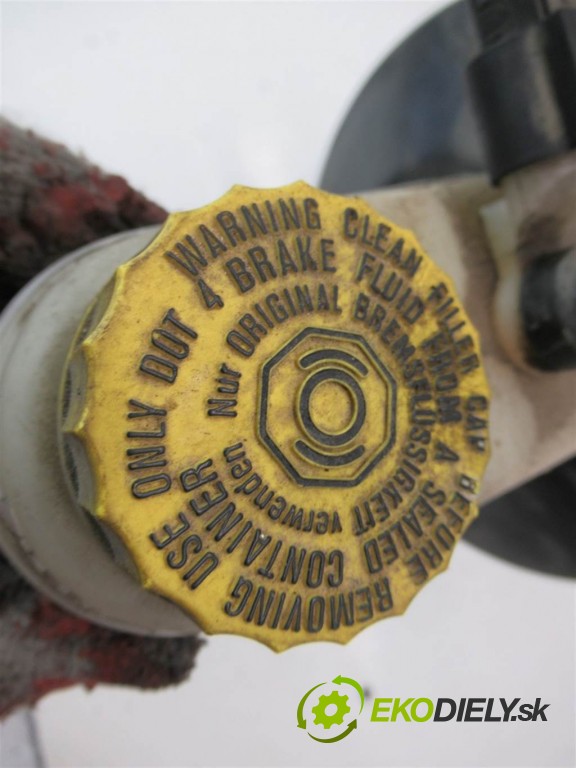 WARNING CLEAN FILLER CAP BEFORE REMOVING
USE ONLY DOT 4 BRAKE FLUID FROM A SEALED CONTAINER
Nur ORIGINAL BREMSFLÜSSIGKEIT verwenden
EKODIELY.sk